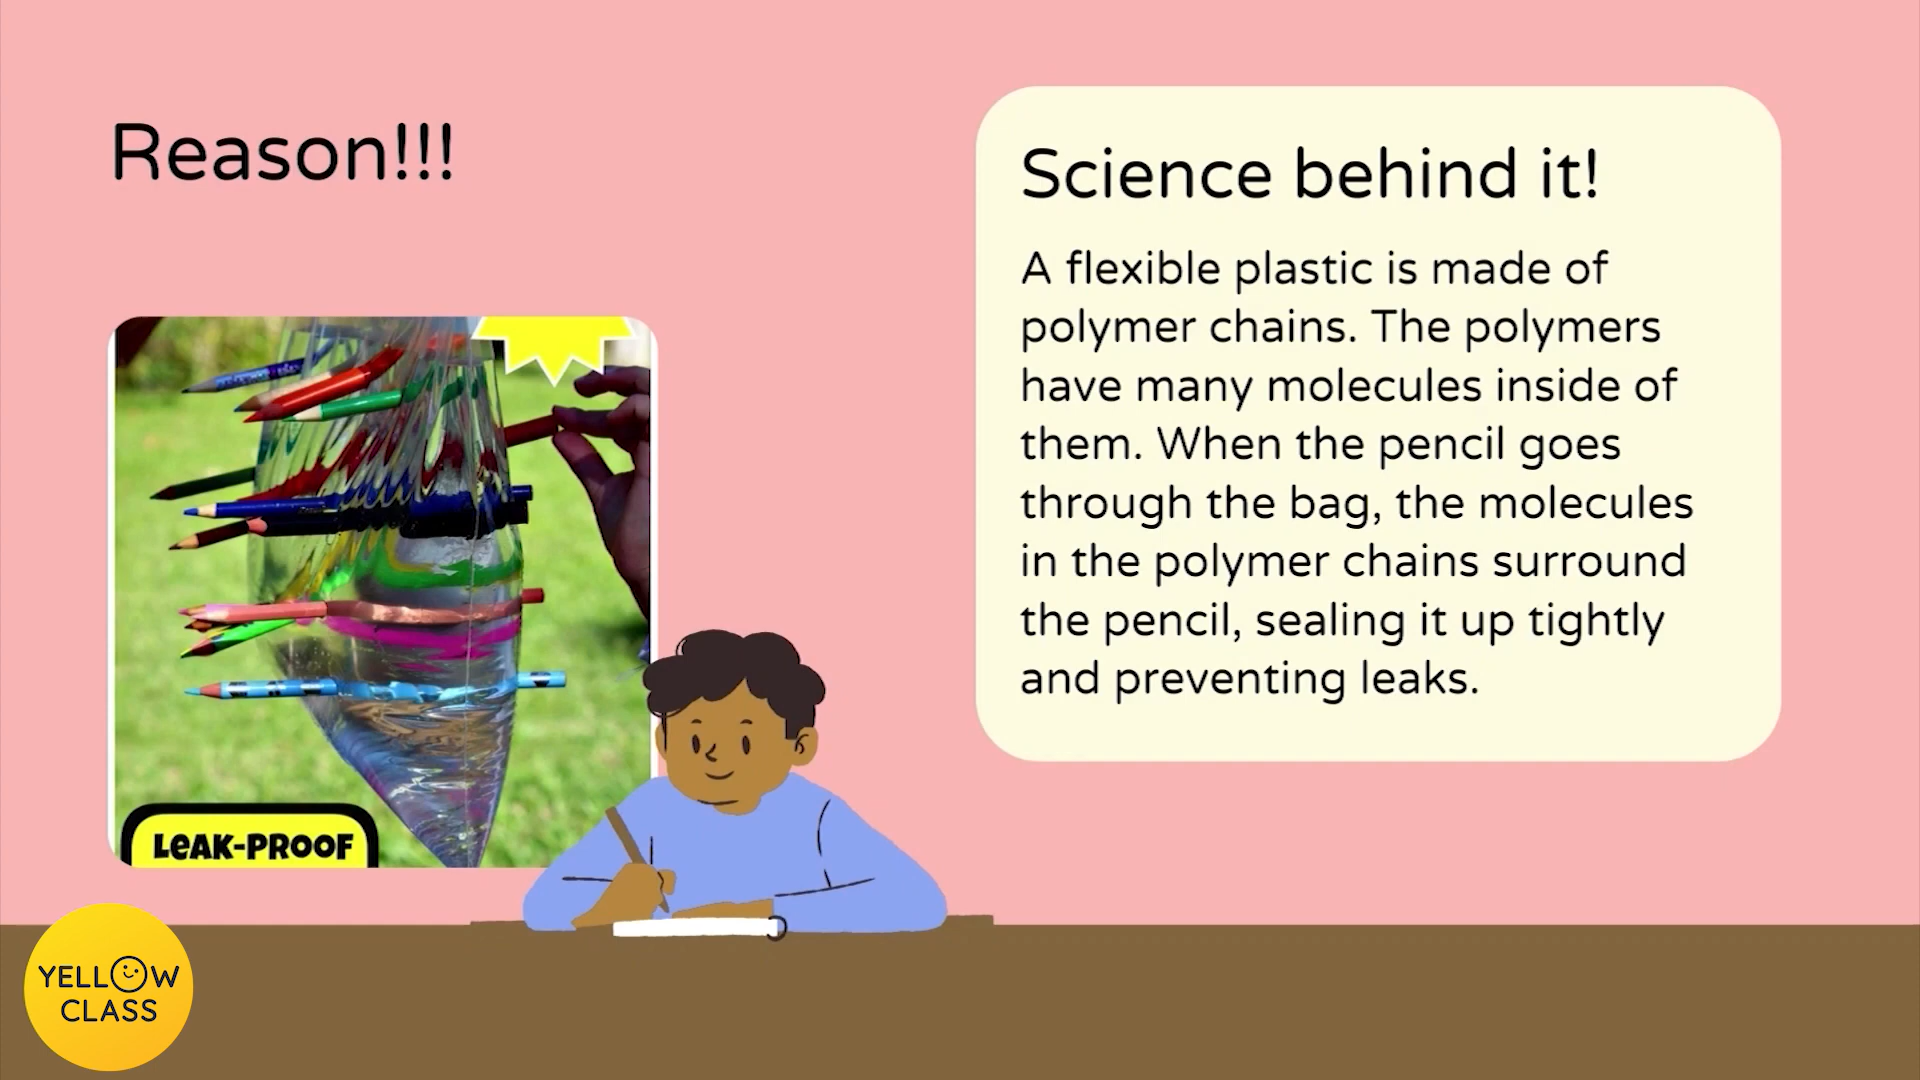 Reason!!!
Science behind it!
A flexible plastic is made of
polymer chains. The polymers
have many molecules inside of
them. When the pencil goes
through the bag, the molecules
in the polymer chains surround
the pencil, sealing it up tightly
and preventing leaks.
LEAK-PROOF
YELLOW
CLASS